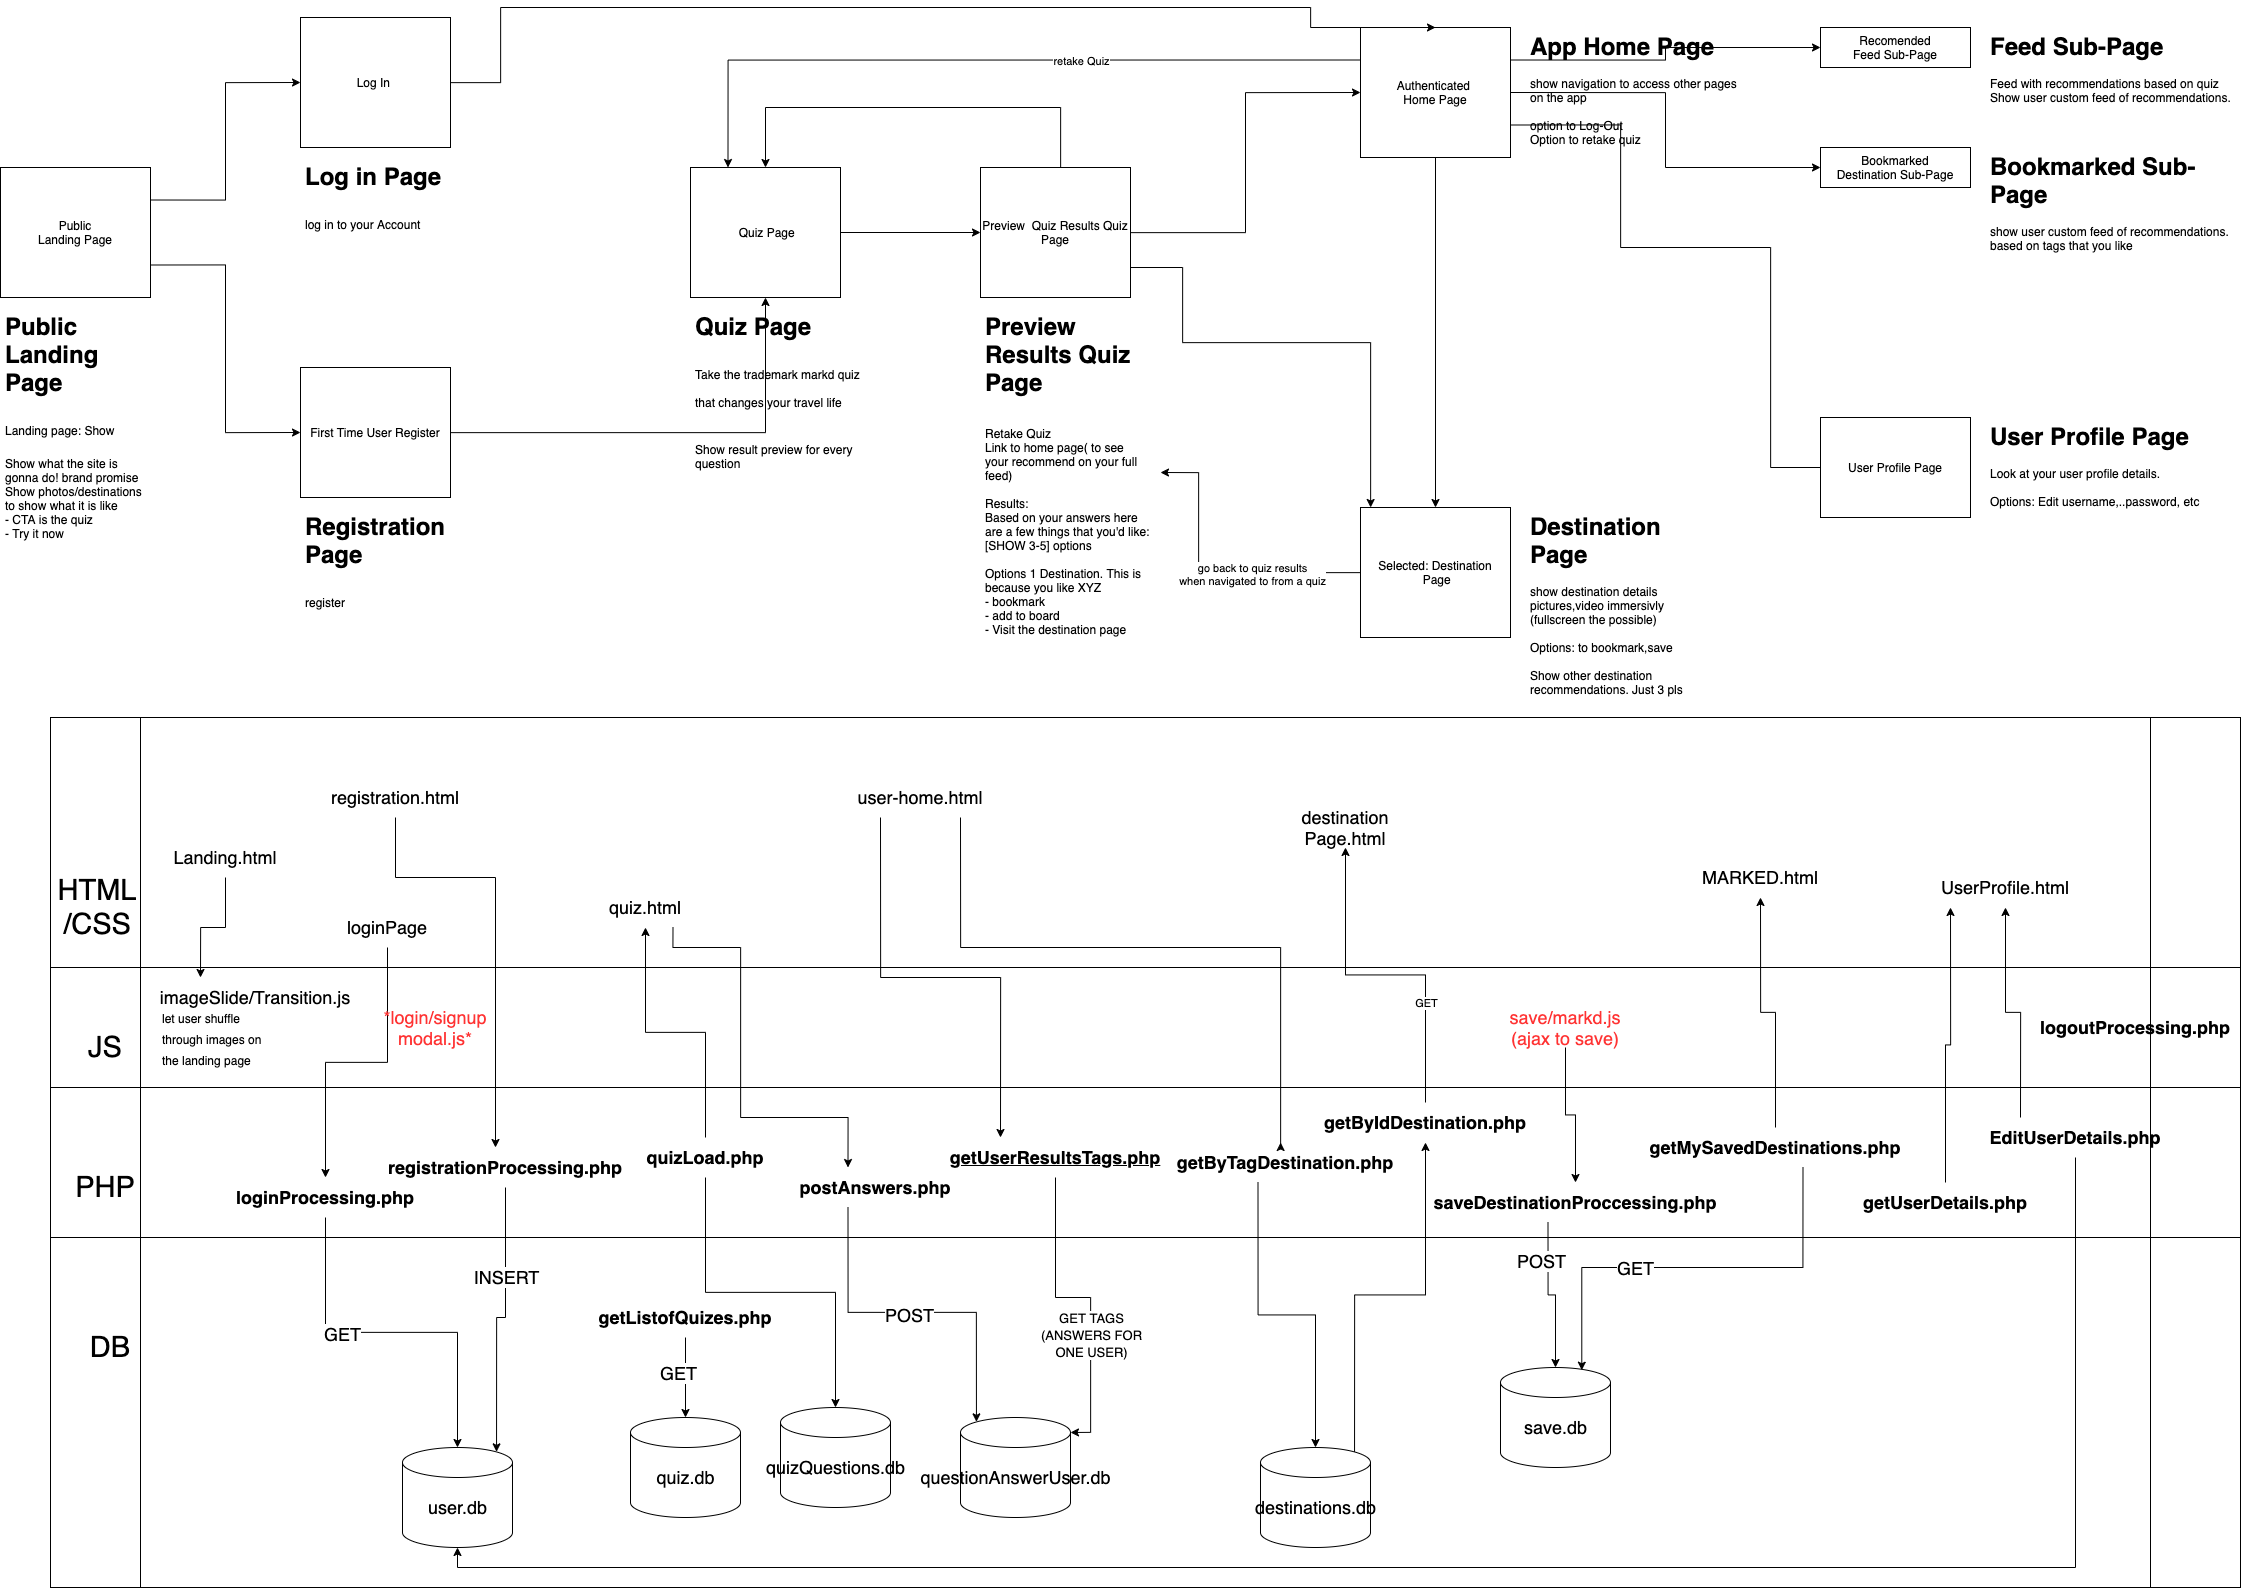 Log In
Log in Page
log in to your Account
Public
Landing Page
Public
Landing
Page
Landing page: Show
Show what the site is
gonna do! brand promise
Show photos/destinations
to show what it is like
- CTA is the quiz
- Try it now
First Time User Register
Registration
Page
register
retake Quiz
Quiz Page
Quiz Page
Take the trademark markd quiz
that changes your travel life
Show result preview for every
question
Preview  Quiz Results Quiz
Page
Preview
Results Quiz
Page
Retake Quiz
Link to home page( to see
your recommend on your full
feed)
Results:
Based on your answers here
are a few things that you'd like:
[SHOW 3-5] options
Options 1 Destination. This is
because you like XYZ
- bookmark
- add to board
- Visit the destination page
Authenticated
Home Page
App Home Page
show navigation to access other pages
on the app
option to Log-Out
Option to retake quiz
Recomended
Feed Sub-Page
Feed Sub-Page
Feed with recommendations based on quiz
Show user custom feed of recommendations.
Bookmarked
Destination Sub-Page
Bookmarked Sub-
Page
show user custom feed of recommendations.
based on tags that you like
User Profile Page
User Profile Page
Look at your user profile details.
Options: Edit username,..password, etc
go back to quiz results
when navigated to from a quiz
Selected: Destination
Page
Destination
Page
show destination details
pictures,video immersivly
(fullscreen the possible)
Options: to bookmark,save
Show other destination
recommendations. Just 3 pls
HTML
/CSS
registration.html
user-home.html
destination
Page.html
Landing.html
MARKED.html
UserProfile.html
quiz.html
loginPage
JS
imageSlide/Transition.js
let user shuffle
through images on
the landing page
*login/signup
modal.js*
GET
save/markd.js
(ajax to save)
logoutProcessing.php
PHP
loginProcessing.php
registrationProcessing.php
quizLoad.php
postAnswers.php
getUserResultsTags.php
getByTagDestination.php
getByIdDestination.php
saveDestinationProccessing.php
getMySavedDestinations.php
getUserDetails.php
EditUserDetails.php
DB
GET
INSERT
getListofQuizes.php
GET
POST
GET TAGS
(ANSWERS FOR
ONE USER)
POST
GET
user.db
quiz.db
quizQuestions.db
questionAnswerUser.db
destinations.db
save.db